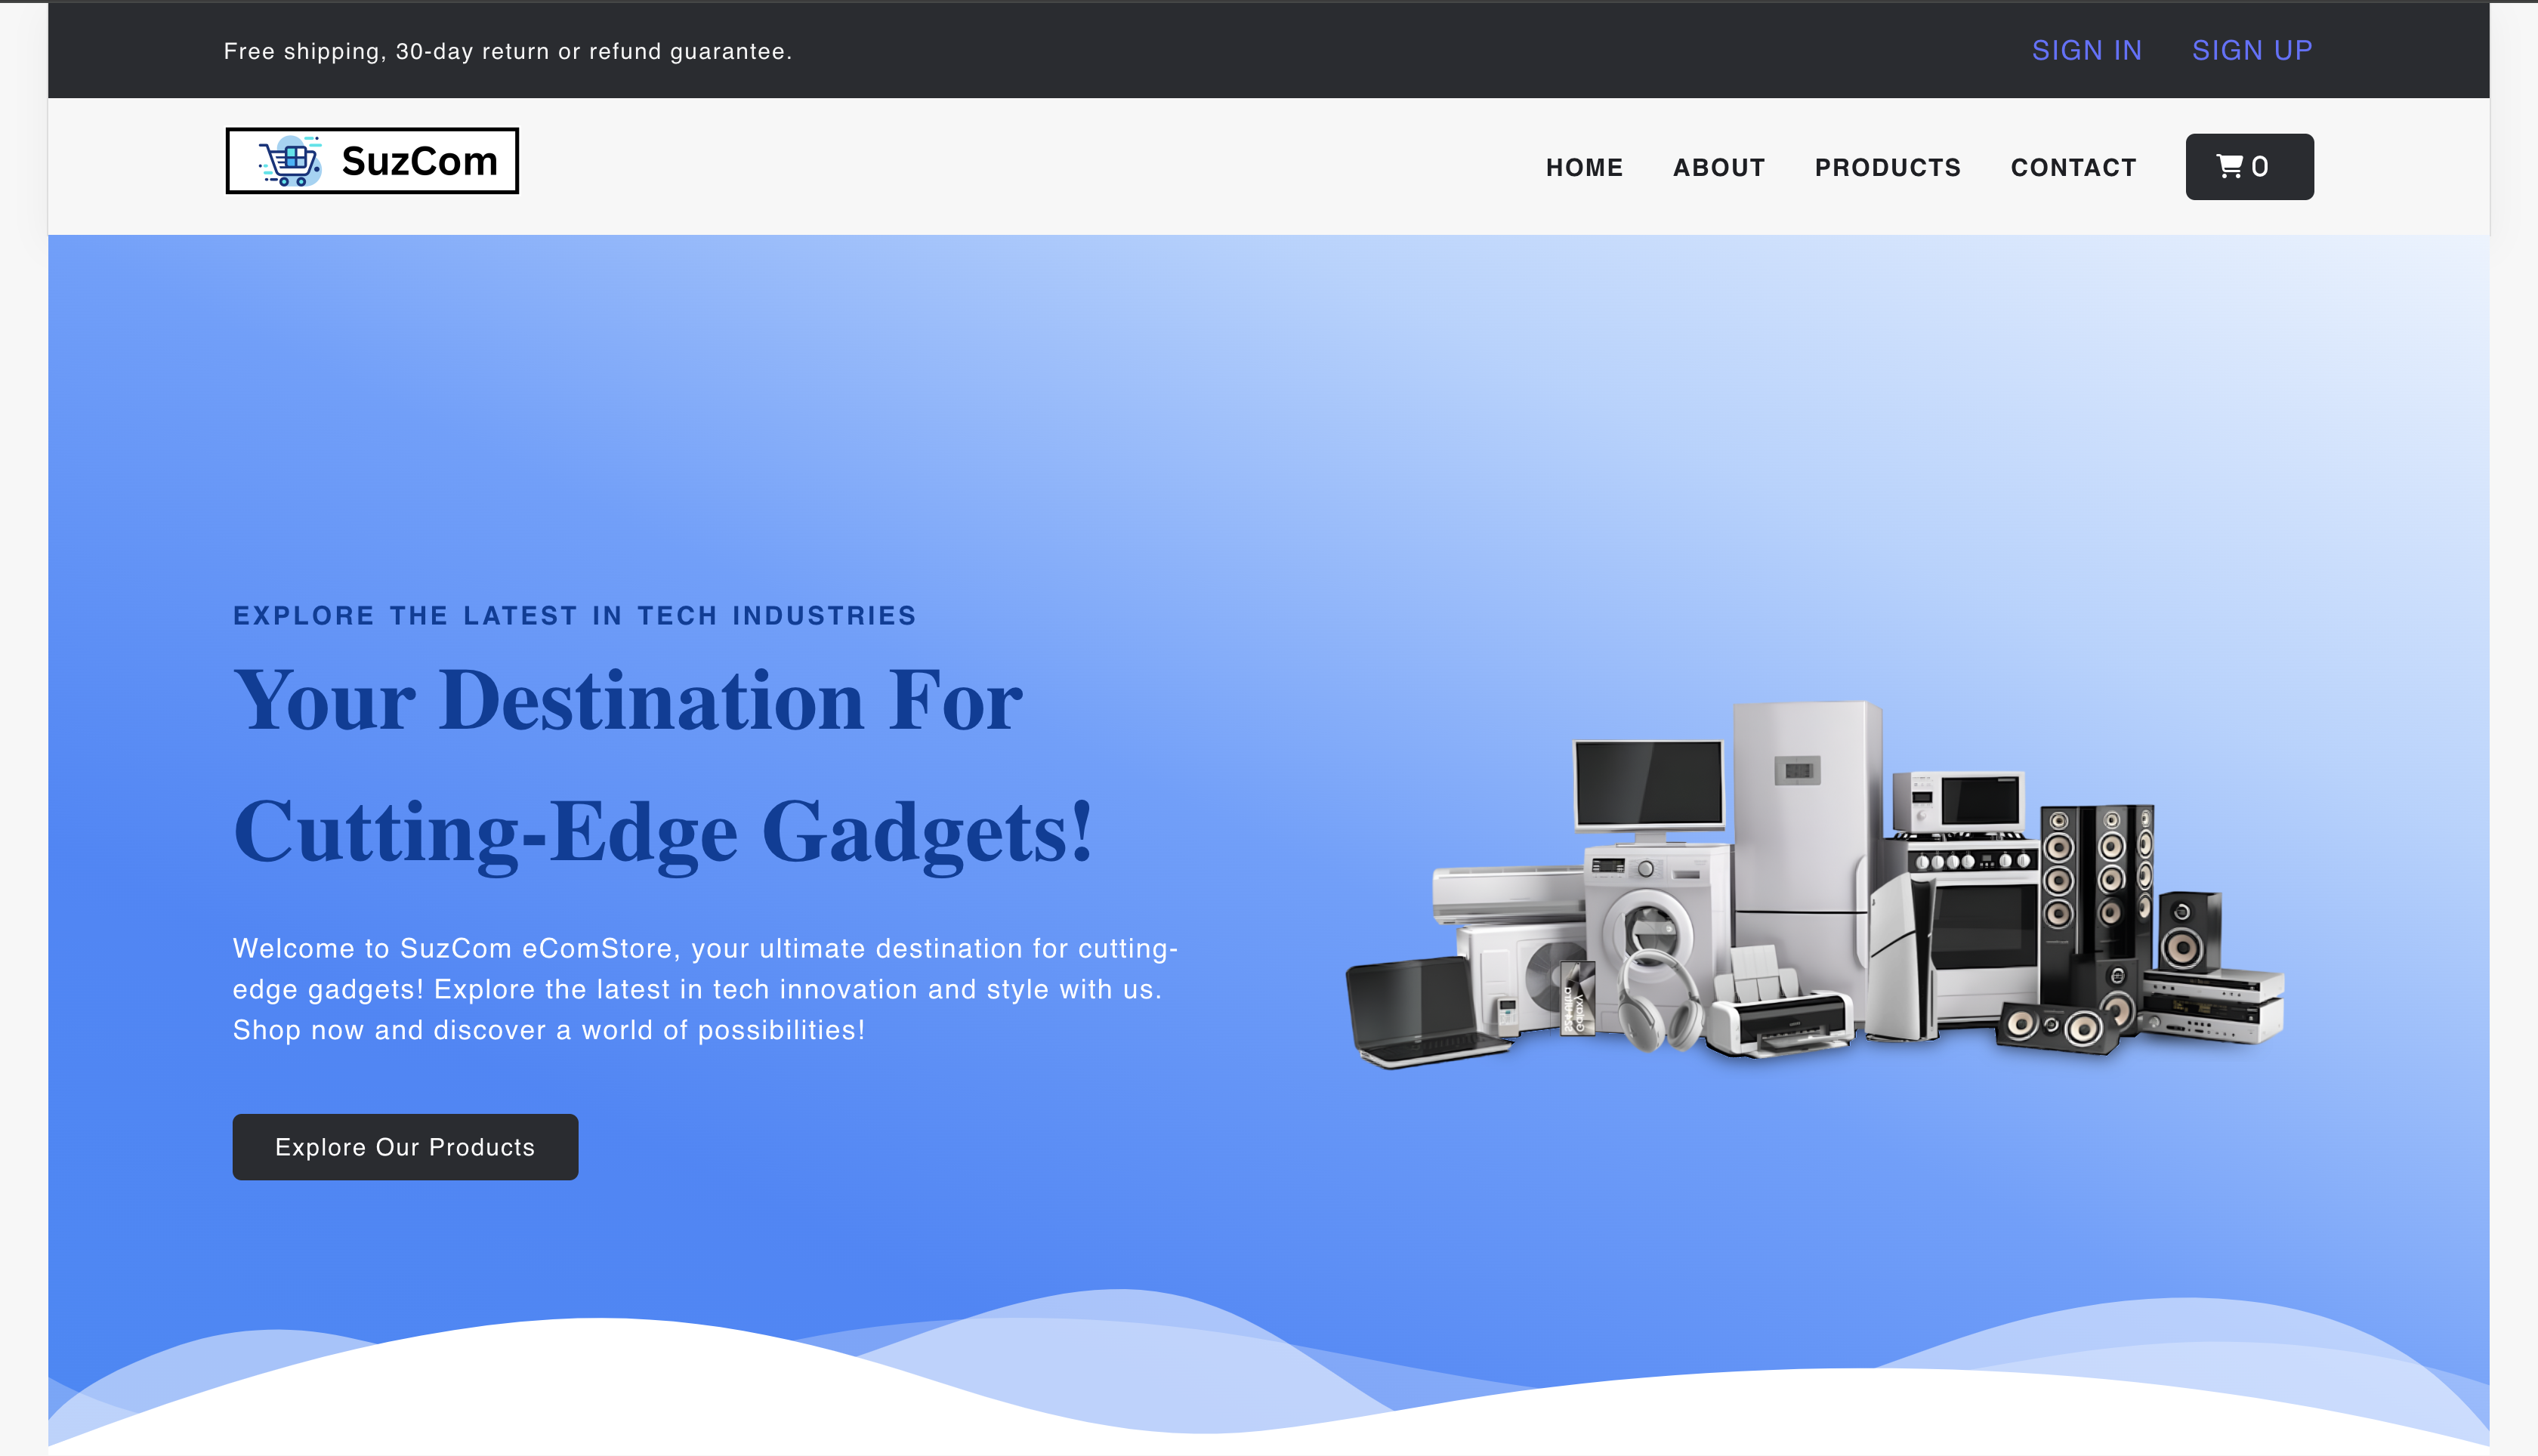 Free shipping, 30-day return or refund guarantee.
SIGN IN
SIGN UP
SuzCom
HOME
ABOUT
PRODUCTS
CONTACT
0
EXPLORE THE LATEST IN TECH INDUSTRIES
Your Destination For
Cutting-Edge Gadgets!
Welcome to SuzCom eComStore, your ultimate destination for cutting-
edge gadgets! Explore the latest in tech innovation and style with us.
Shop now and discover a world of possibilities!
Explore Our Products